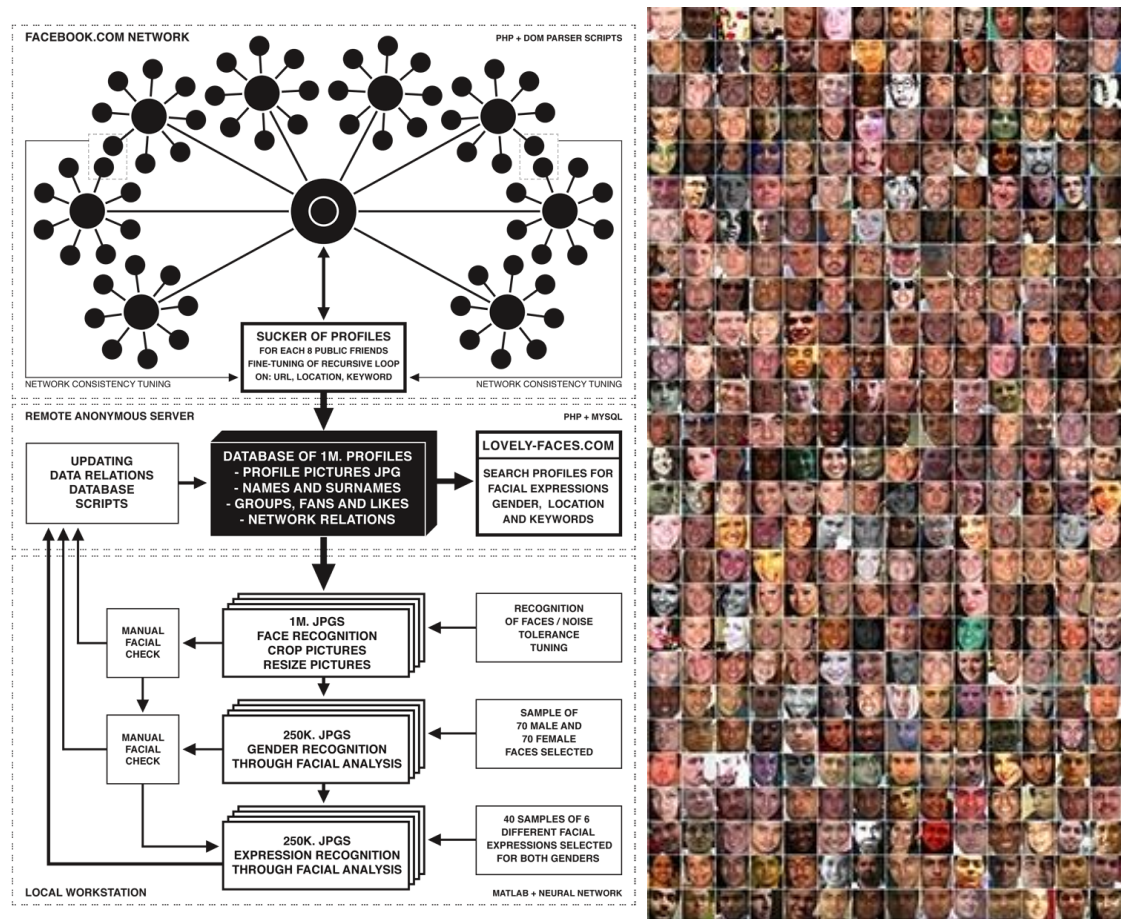 FACEBOOK.COM NETWORK
PHP + DOM PARSER SCRIPTS
SUCKER OF PROFILES
FOR EACH 8 PUBLIC FRIENDS
FINE-TUNING OF RECURSIVE LOOP
ON: URL, LOCATION, KEYWORD
NETWORK CONSISTENCY TUNING
NETWORK CONSISTENCY TUNING
REMOTE ANONYMOUS SERVER
PHP + MYSQL
UPDATING
DATA RELATIONS
DATABASE
SCRIPTS
DATABASE OF 1M. PROFILES
- PROFILE PICTURES JPG
- NAMES AND SURNAMES
- GROUPS, FANS AND LIKES
- NETWORK RELATIONS
LOVELY-FACES.COM
SEARCH PROFILES FOR
FACIAL EXPRESSIONS
GENDER, LOCATION
AND KEYWORDS
MANUAL
FACIAL
CHECK
1M. JPGS
FACE RECOGNITION
CROP PICTURES
RESIZE PICTURES
RECOGNITION
OF FACES / NOISE
TOLERANCE
TUNING
MANUAL
FACIAL
CHECK
250K. JPGS
GENDER RECOGNITION
THROUGH FACIAL ANALYSIS
SAMPLE OF
70 MALE AND
70 FEMALE
FACES SELECTED
250K. JPGS
EXPRESSION RECOGNITION
THROUGH FACIAL ANALYSIS
40 SAMPLES OF 6
DIFFERENT FACIAL
EXPRESSIONS SELECTED
FOR BOTH GENDERS
LOCAL WORKSTATION
MATLAB + NEURAL NETWORK